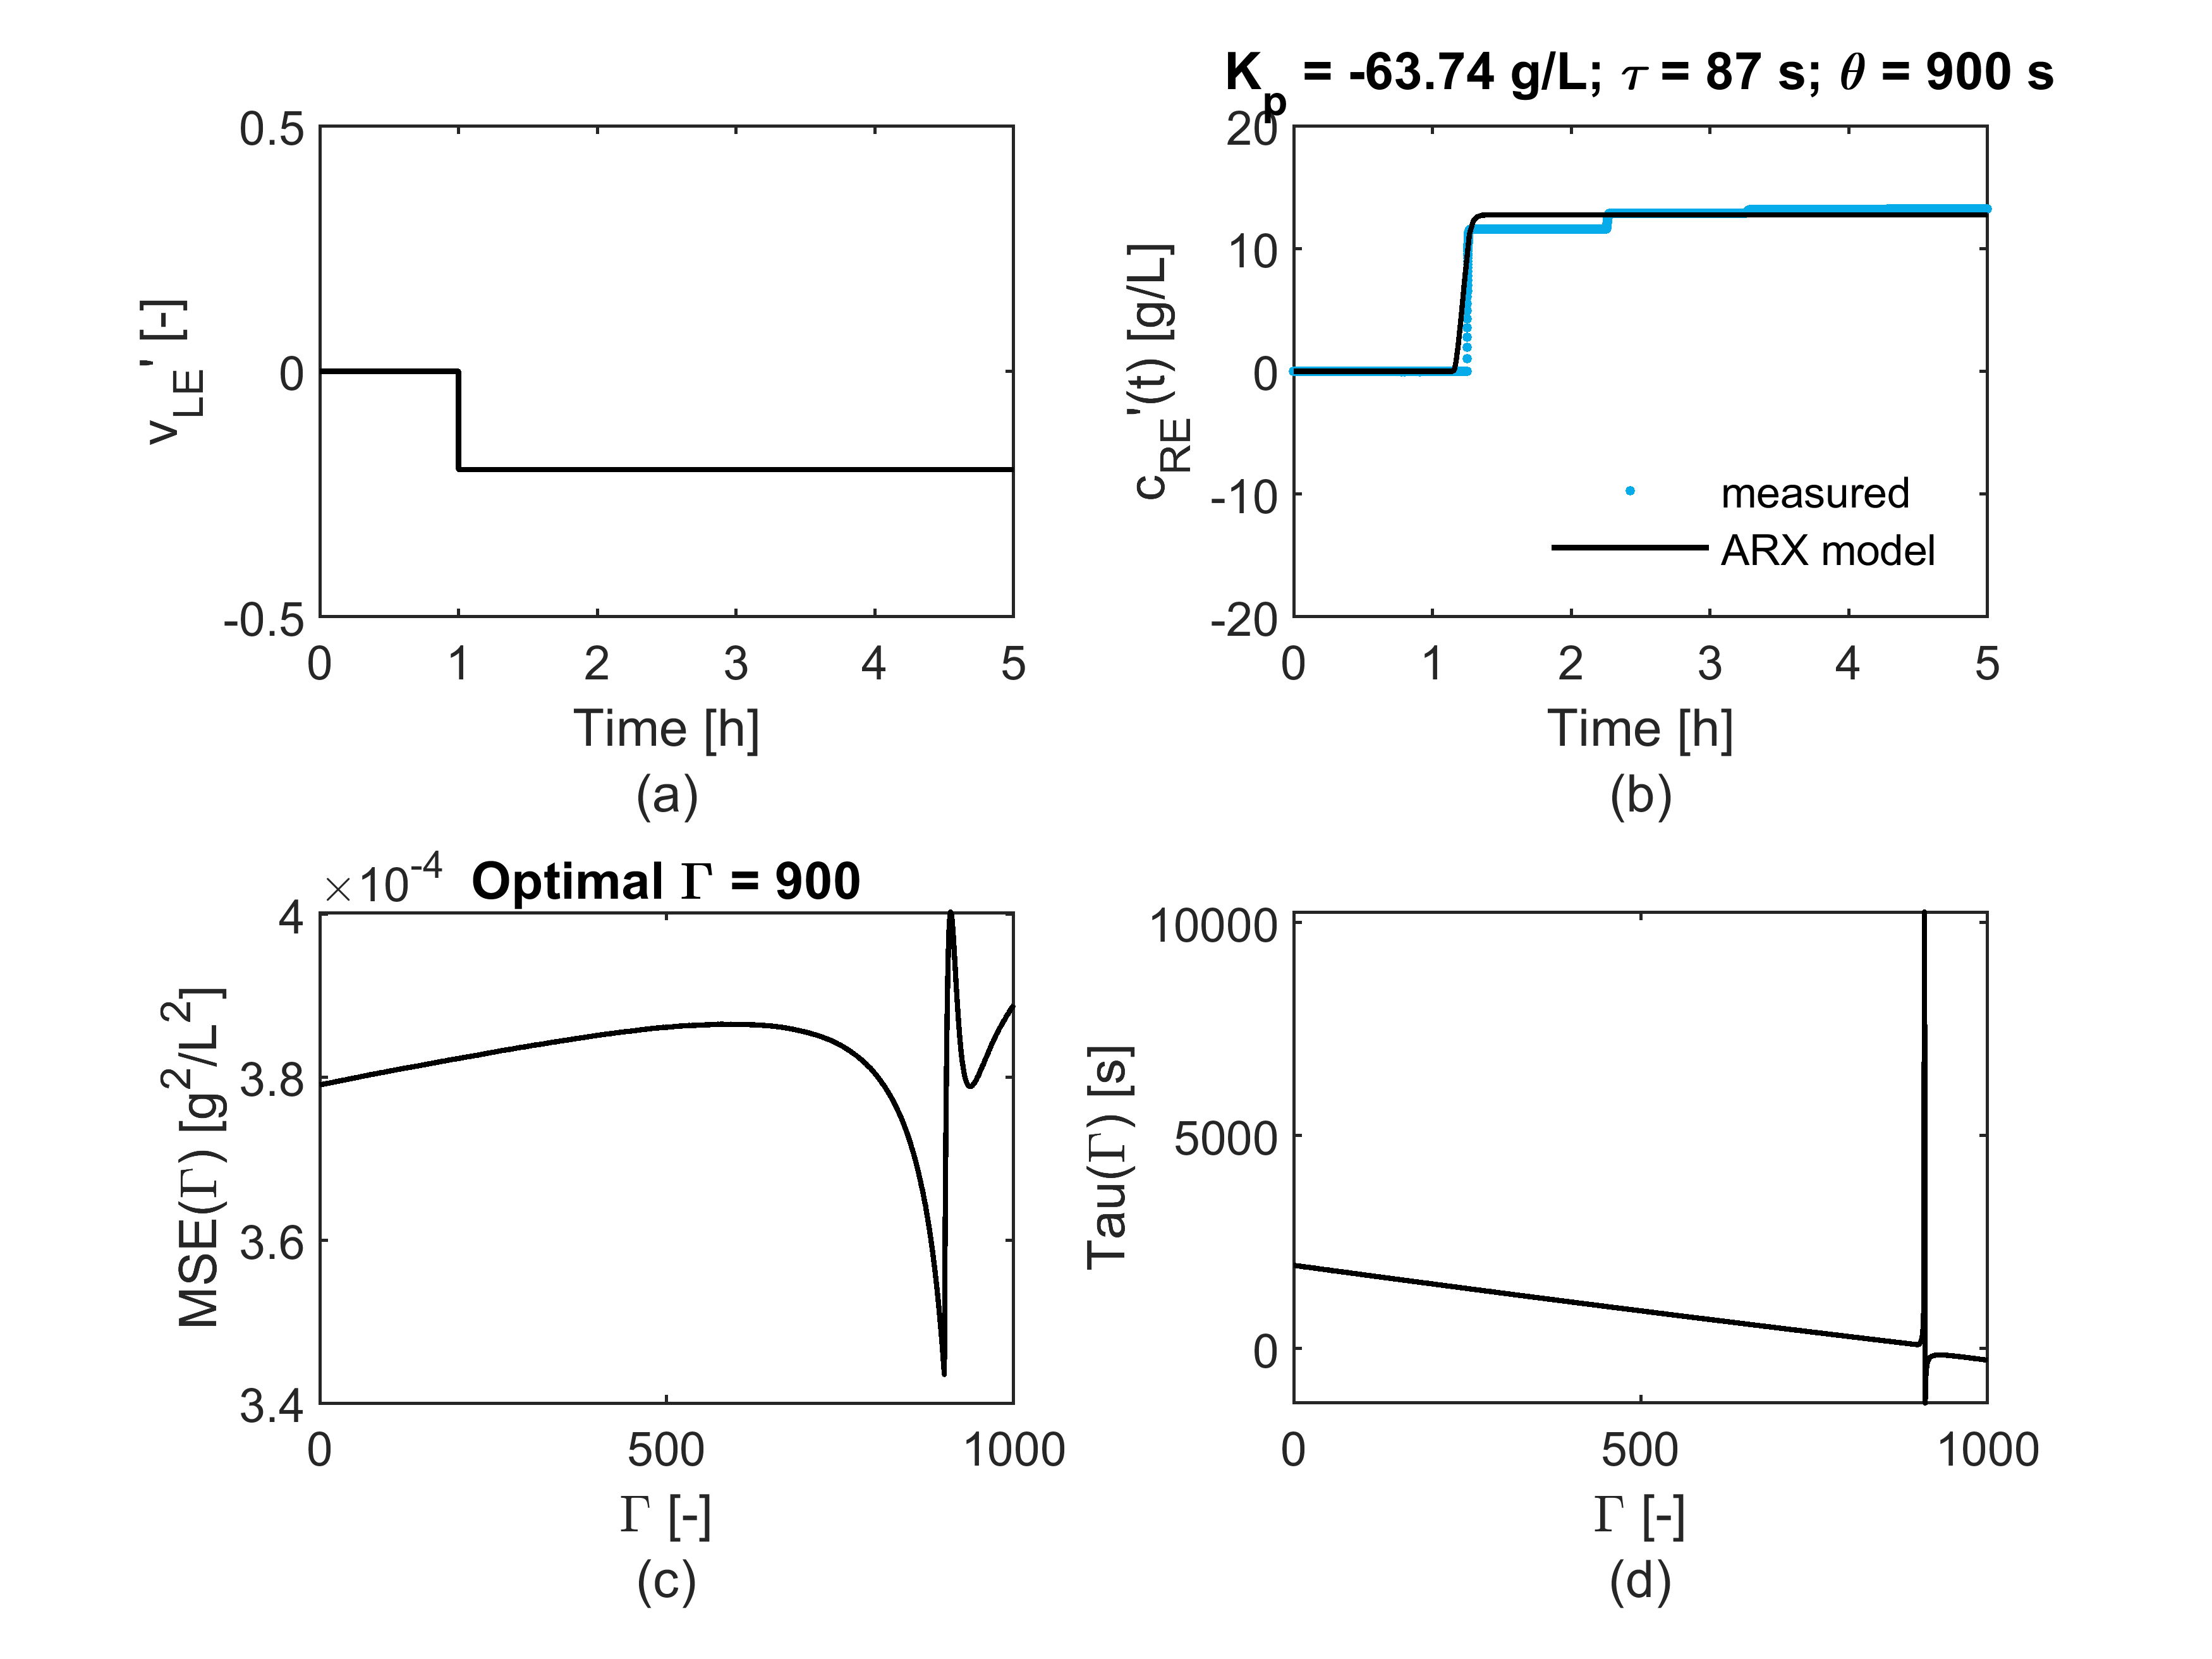 K_p = -63.74 g/L; τ = 87 s; θ = 900 s
0.5
0
-0.5
v_LE' [-]
0 1 2 3 4 5
Time [h]
(a)
20
10
0
-10
-20
c_RE'(t) [g/L]
measured
ARX model
0 1 2 3 4 5
Time [h]
(b)
×10^-4 Optimal Γ = 900
4
3.8
3.6
3.4
MSE(Γ) [g^2/L^2]
0 500 1000
Γ [-]
(c)
10000
5000
0
Tau(Γ) [s]
0 500 1000
Γ [-]
(d)